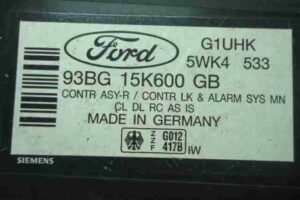 Ford
G1UHK
5WK4 533
93BG 15K600 GB
CONTR ASY-R / CONTR LK & ALARM SYS MN
CL DL RC AS IS
MADE IN GERMANY
ZZF G012 417B iW
SIEMENS